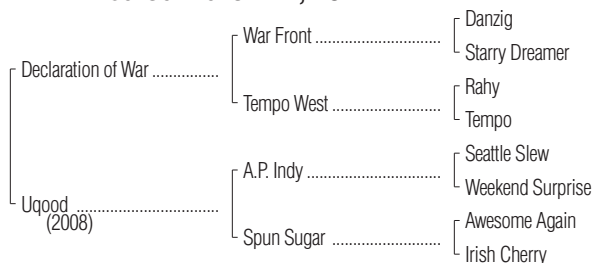 Danzig
War Front ..............................
Starry Dreamer
Declaration of War ................
Rahy
Tempo West ..........................
Tempo
Seattle Slew
A.P. Indy ................................
Weekend Surprise
Uqood ...................................
(2008)
Awesome Again
Spun Sugar ..........................
Irish Cherry